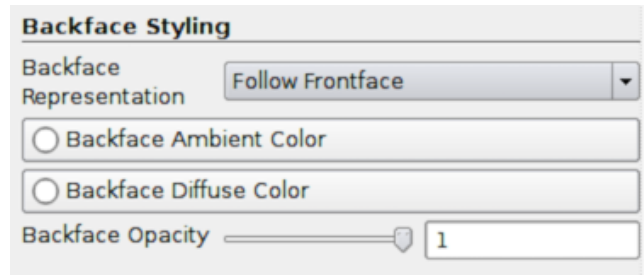 Backface Styling
Backface
Representation
Follow Frontface
Backface Ambient Color
Backface Diffuse Color
Backface Opacity 1